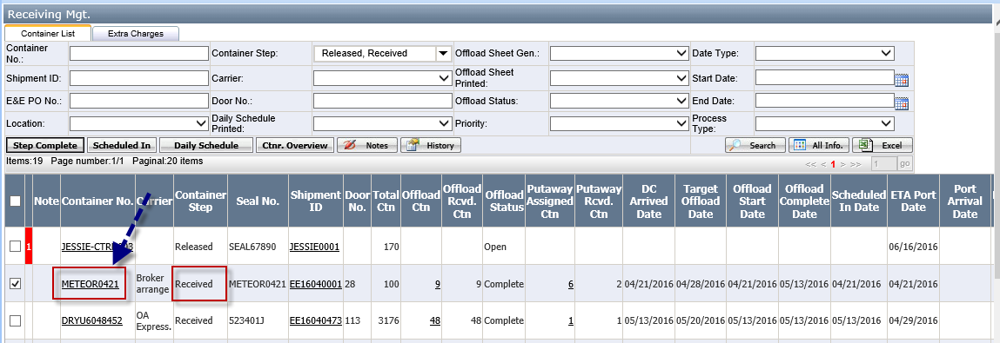 Receiving Mgt.
Container List Extra Charges
Container No.: Container Step: Released, Received Offload Sheet Gen.: Date Type:
Shipment ID: Carrier: Offload Sheet Printed: Start Date:
E&E PO No.: Door No.: Offload Status: End Date:
Location: Daily Schedule Printed: Priority: Process Type:
Step Complete Scheduled In Daily Schedule Ctnr. Overview Notes History Search All Info. Excel
Items:19 Page number:1/1 Paginal:20 items << < 1 > >> 1 go
Note Container No. Carrier Container Step Seal No. Shipment ID Door No. Total Ctn Offload Ctn Offload Rcvd. Ctn Offload Status Putaway Assigned Ctn Putaway Rcvd. Ctn DC Arrived Date Target Offload Date Offload Start Date Offload Complete Date Scheduled In Date ETA Port Date Port Arrival Date
1 Released SEAL67890 JESSIE0001 170 Open 06/16/2016
METEOR0421 Broker arrange Received METEOR0421 EE16040001 28 100 9 9 Complete 6 2 04/21/2016 04/28/2016 04/21/2016 05/13/2016 04/21/2016 04/21/2016
DRYU6048452 OA Express. Received 523401J EE16040473 113 3176 48 48 Complete 1 1 05/13/2016 05/20/2016 05/13/2016 05/13/2016 05/13/2016 04/29/2016